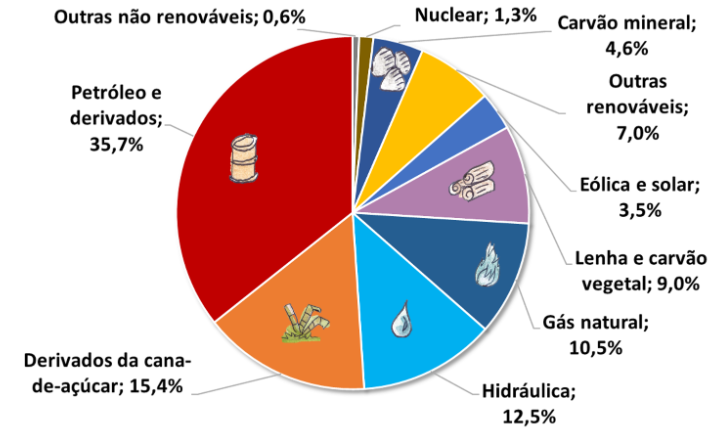 Outras não renováveis; 0,6%
Nuclear; 1,3%
Carvão mineral;
4,6%
Outras
renováveis;
7,0%
Eólica e solar;
3,5%
Lenha e carvão
vegetal; 9,0%
Gás natural;
10,5%
Hidráulica;
12,5%
Derivados da cana-
de-açúcar; 15,4%
Petróleo e
derivados;
35,7%